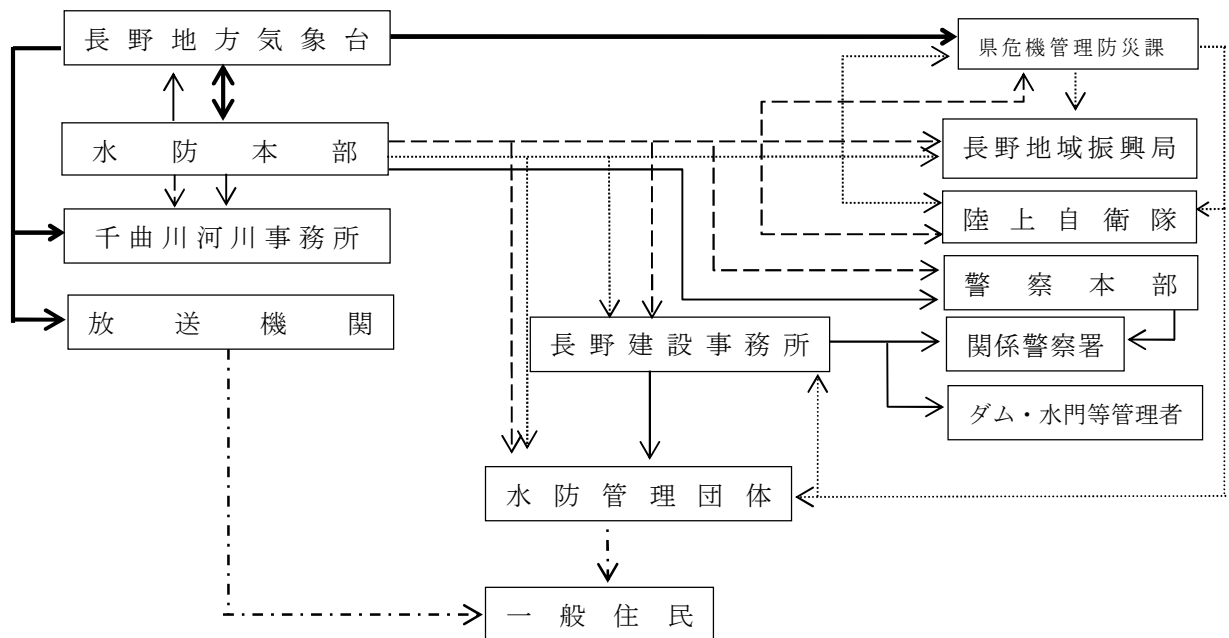 長野地方気象台
県危機管理防災課
水防本部
長野地域振興局
陸上自衛隊
千曲川河川事務所
警察本部
放送機関
長野建設事務所
関係警察署
ダム・水門等管理者
水防管理団体
一般住民